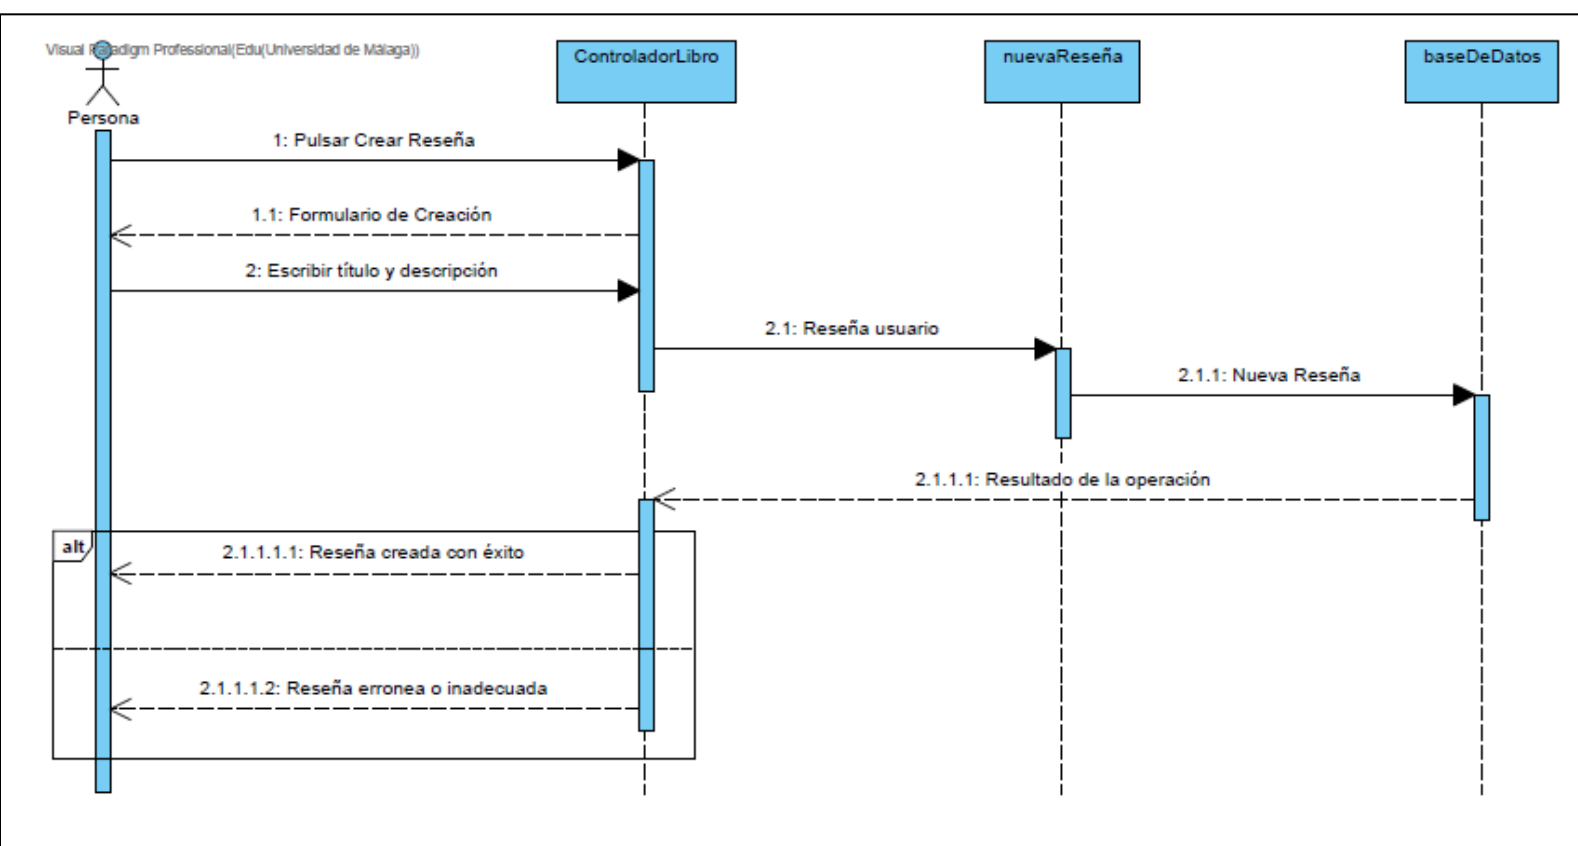 Visual Paradigm Professional(Edu(Universidad de Málaga))
ControladorLibro
nuevaReseña
baseDeDatos
Persona
1: Pulsar Crear Reseña
1.1: Formulario de Creación
2: Escribir título y descripción
2.1: Reseña usuario
2.1.1: Nueva Reseña
2.1.1.1: Resultado de la operación
alt
2.1.1.1.1: Reseña creada con éxito
2.1.1.1.2: Reseña erronea o inadecuada